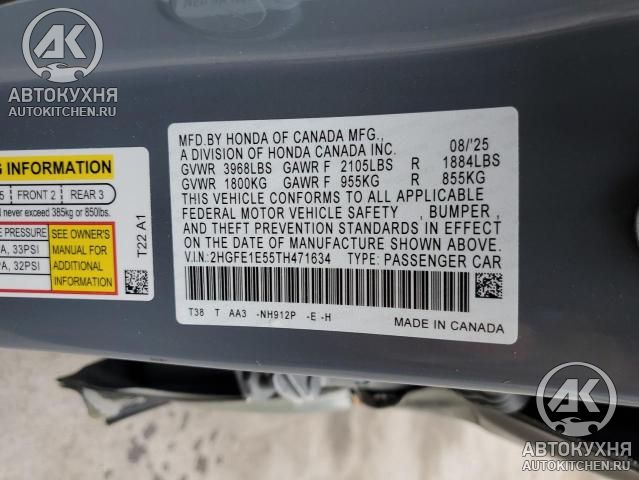 АК
АВТОКУХНЯ
AUTOKITCHEN.RU
G INFORMATION
5 FRONT 2 REAR 3
d never exceed 385kg or 850lbs.
E PRESSURE SEE OWNER'S
A, 33PSI MANUAL FOR
PA, 32PSI ADDITIONAL
INFORMATION
T22 A1
MFD.BY HONDA OF CANADA MFG.,
A DIVISION OF HONDA CANADA INC. 08/'25
GVWR 3968LBS GAWR F 2105LBS R 1884LBS
GVWR 1800KG GAWR F 955KG R 855KG
THIS VEHICLE CONFORMS TO ALL APPLICABLE
FEDERAL MOTOR VEHICLE SAFETY , BUMPER ,
AND THEFT PREVENTION STANDARDS IN EFFECT
ON THE DATE OF MANUFACTURE SHOWN ABOVE.
V.I.N:2HGFE1E55TH471634 TYPE: PASSENGER CAR
T38 T AA3 -NH912P -E -H MADE IN CANADA
АК
АВТОКУХНЯ
AUTOKITCHEN.RU